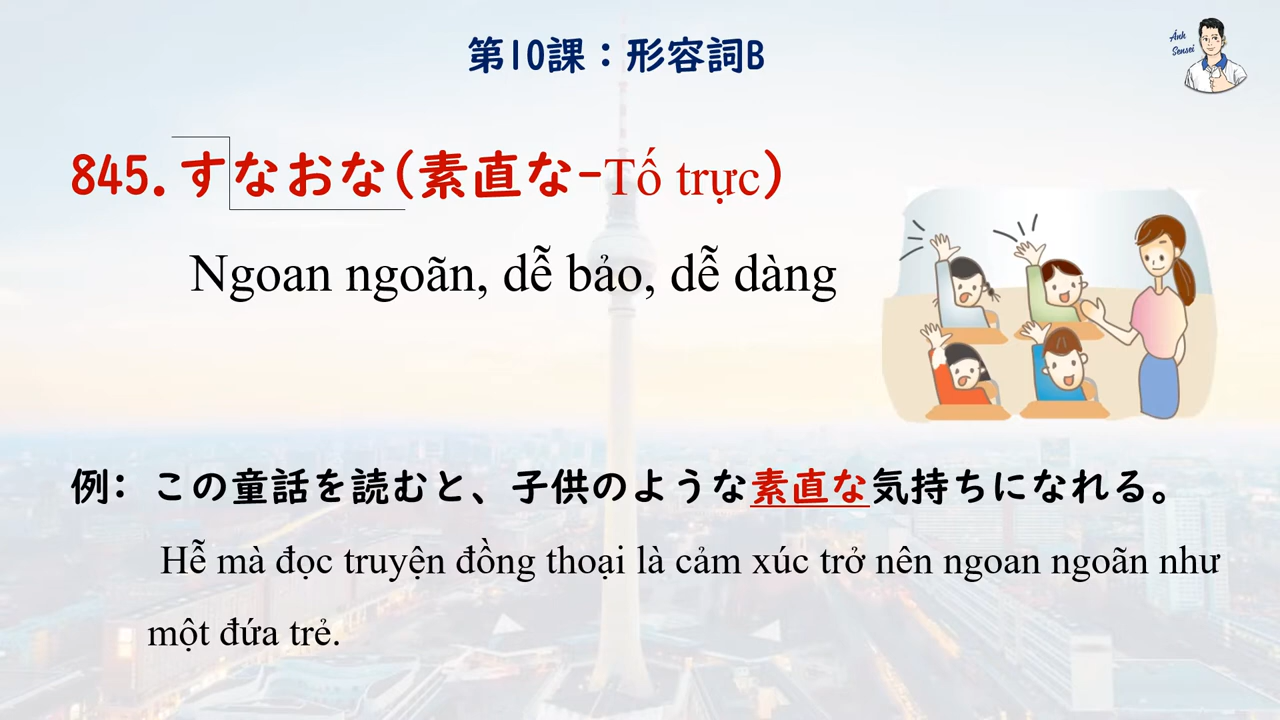 第10課：形容詞B
Ánh
Sensei
845. すなおな(素直な-Tố trực)
Ngoan ngoãn, dễ bảo, dễ dàng
例: この童話を読むと、子供のような素直な気持ちになれる。
Hễ mà đọc truyện đồng thoại là cảm xúc trở nên ngoan ngoãn như
một đứa trẻ.